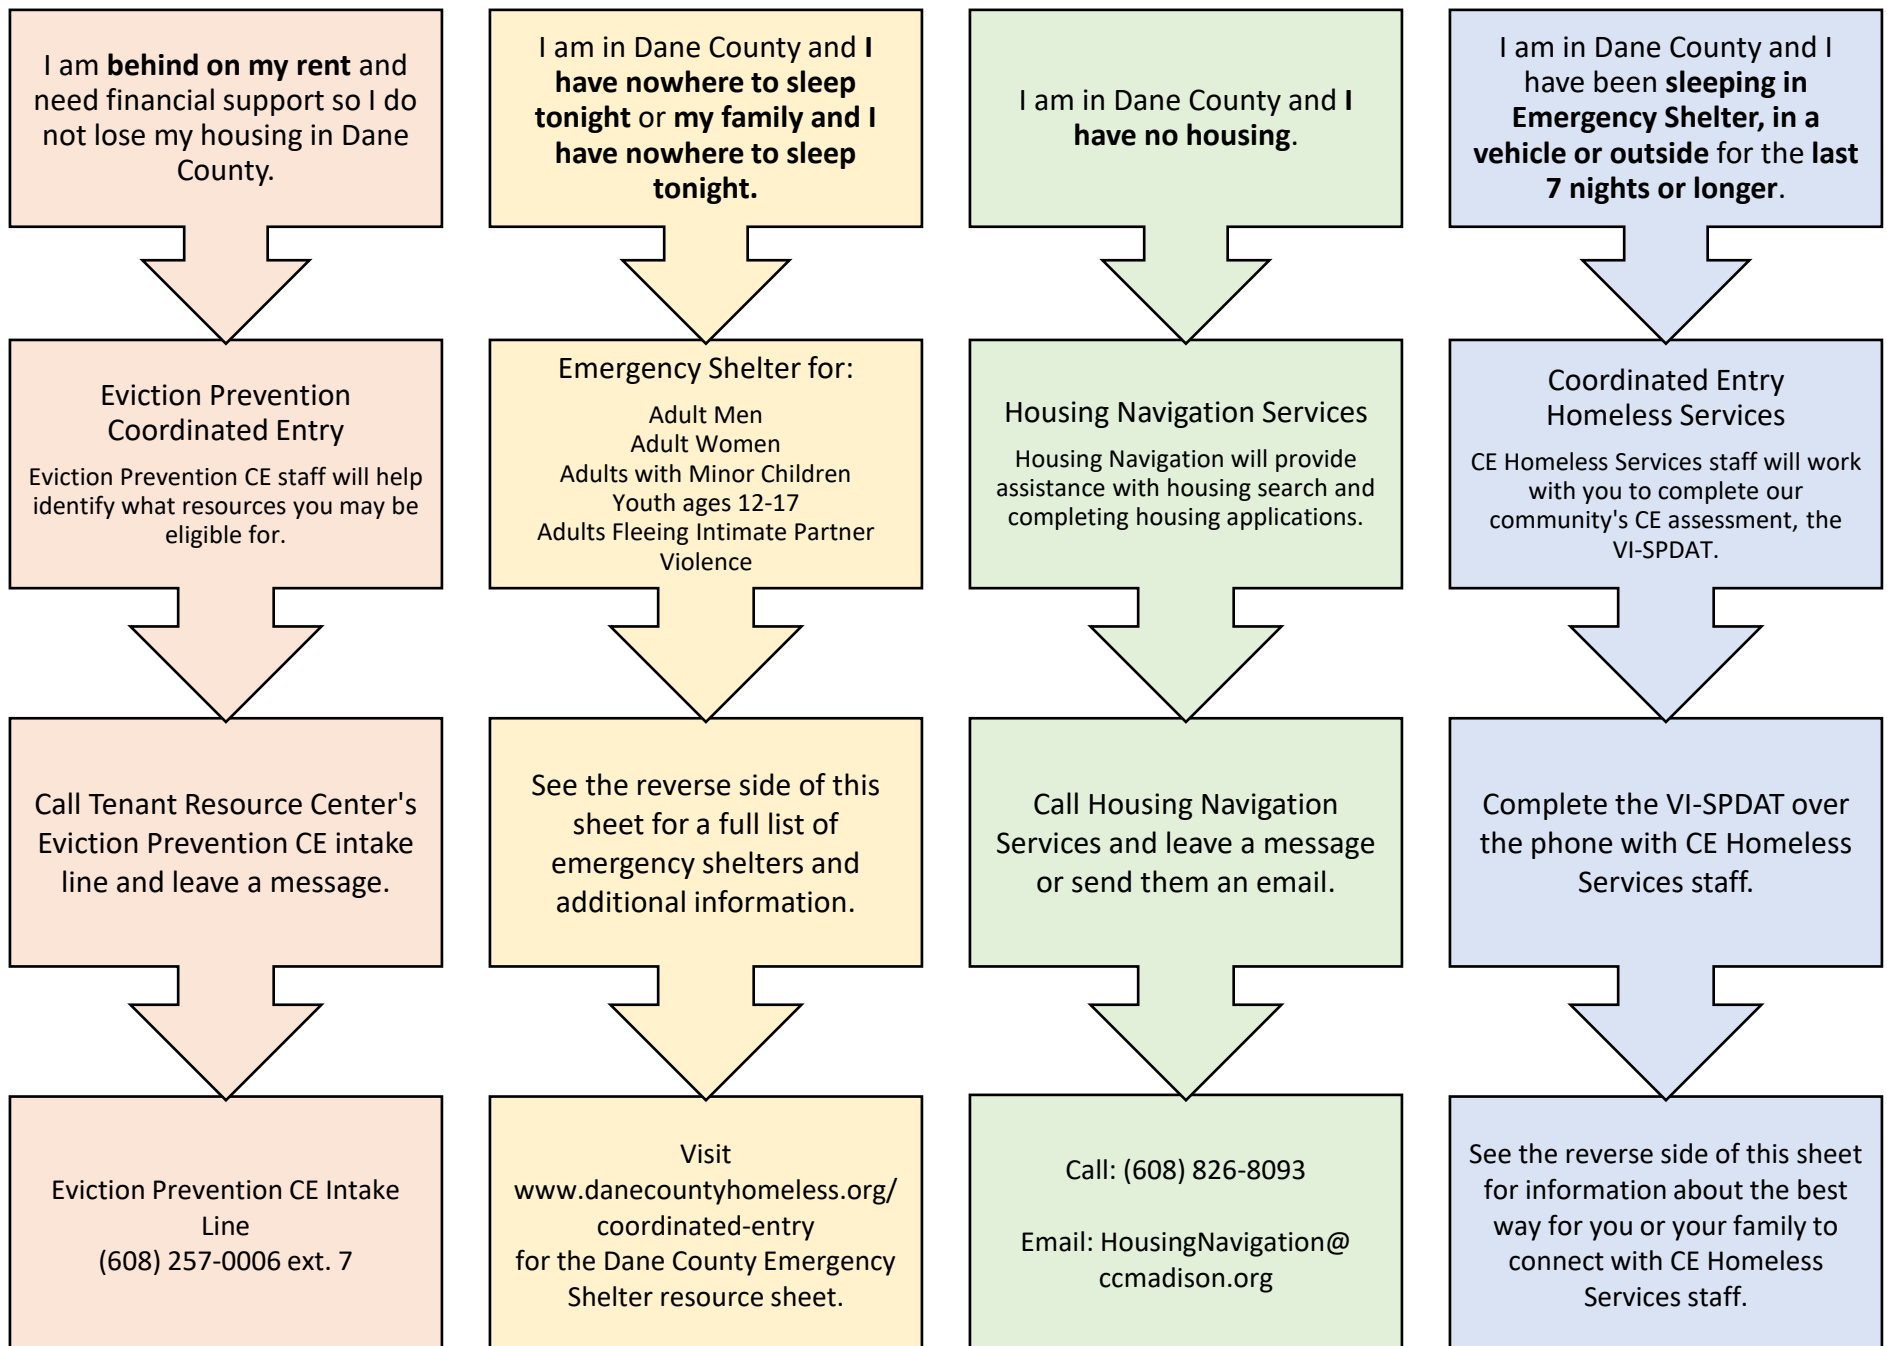 I am behind on my rent and
need financial support so I do
not lose my housing in Dane
County.
Eviction Prevention
Coordinated Entry
Eviction Prevention CE staff will help
identify what resources you may be
eligible for.
Call Tenant Resource Center's
Eviction Prevention CE intake
line and leave a message.
Eviction Prevention CE Intake
Line
(608) 257-0006 ext. 7
I am in Dane County and I
have nowhere to sleep
tonight or my family and I
have nowhere to sleep
tonight.
Emergency Shelter for:
Adult Men
Adult Women
Adults with Minor Children
Youth ages 12-17
Adults Fleeing Intimate Partner
Violence
See the reverse side of this
sheet for a full list of
emergency shelters and
additional information.
Visit
www.danecountyhomeless.org/
coordinated-entry
for the Dane County Emergency
Shelter resource sheet.
I am in Dane County and I
have no housing.
Housing Navigation Services
Housing Navigation will provide
assistance with housing search and
completing housing applications.
Call Housing Navigation
Services and leave a message
or send them an email.
Call: (608) 826-8093
Email: HousingNavigation@
ccmadison.org
I am in Dane County and I
have been sleeping in
Emergency Shelter, in a
vehicle or outside for the last
7 nights or longer.
Coordinated Entry
Homeless Services
CE Homeless Services staff will work
with you to complete our
community's CE assessment, the
VI-SPDAT.
Complete the VI-SPDAT over
the phone with CE Homeless
Services staff.
See the reverse side of this sheet
for information about the best
way for you or your family to
connect with CE Homeless
Services staff.